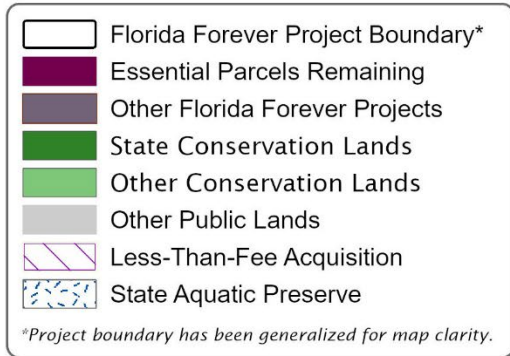 Florida Forever Project Boundary*
Essential Parcels Remaining
Other Florida Forever Projects
State Conservation Lands
Other Conservation Lands
Other Public Lands
Less-Than-Fee Acquisition
State Aquatic Preserve
*Project boundary has been generalized for map clarity.